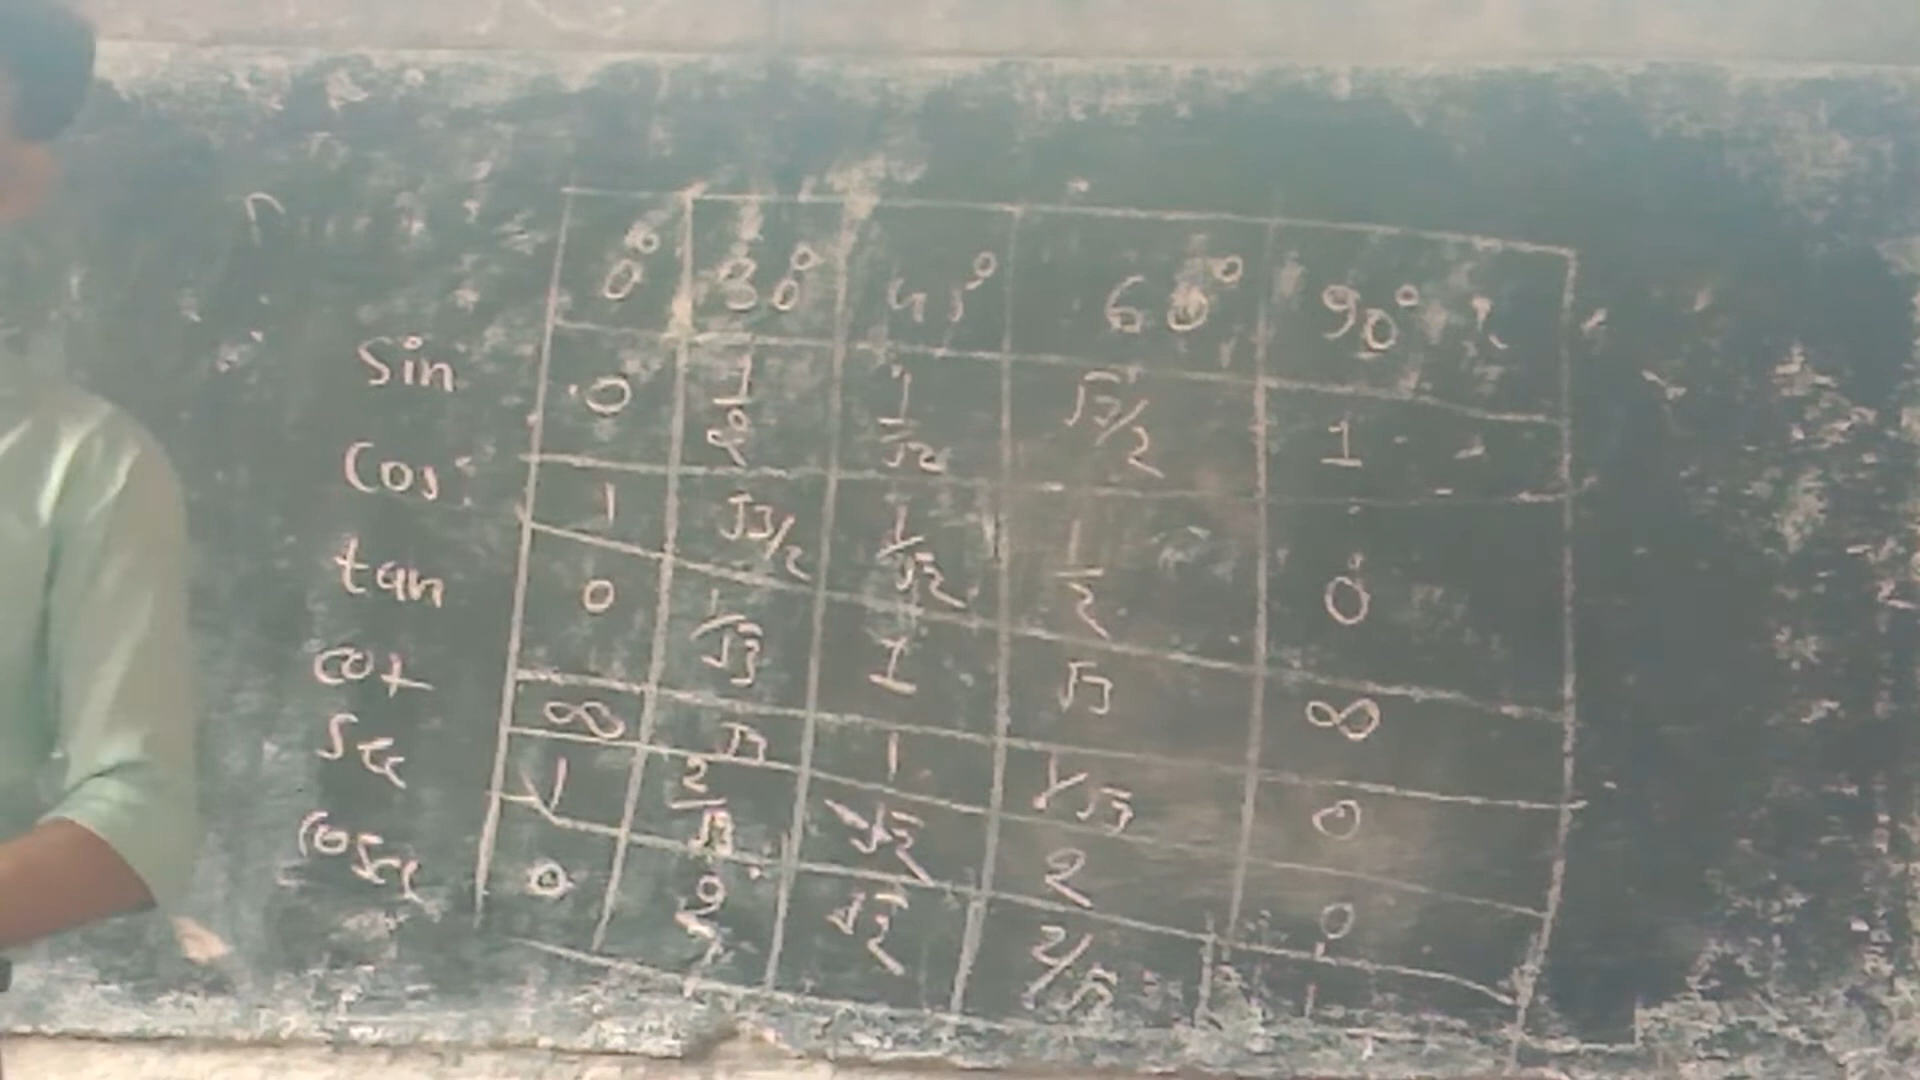 0° 30° 45° 60° 90°
sin 0 1/2 1/√2 √3/2 1
cos 1 √3/2 1/√2 1/2 0
tan 0 1/√3 1 √3 ∞
cot ∞ √3 1 1/√3 0
Sec 1 2/√3 √2 2 0
cosec 0 2 √2 2/√3